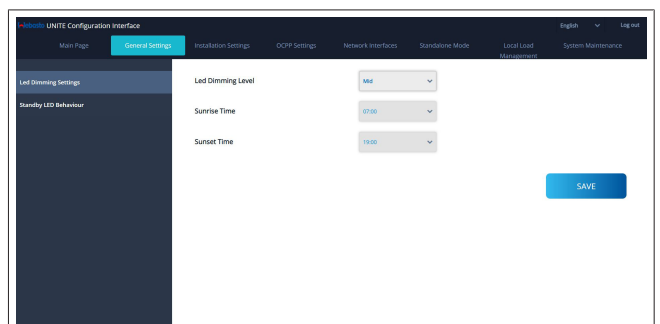 Webasto UNITE Configuration Interface
English
Log out
Main Page
General Settings
Installation Settings
OCPP Settings
Network Interfaces
Standalone Mode
Local Load
Management
System Maintenance
Led Dimming Settings
Standby LED Behaviour
Led Dimming Level
Mid
Sunrise Time
07:00
Sunset Time
19:00
SAVE